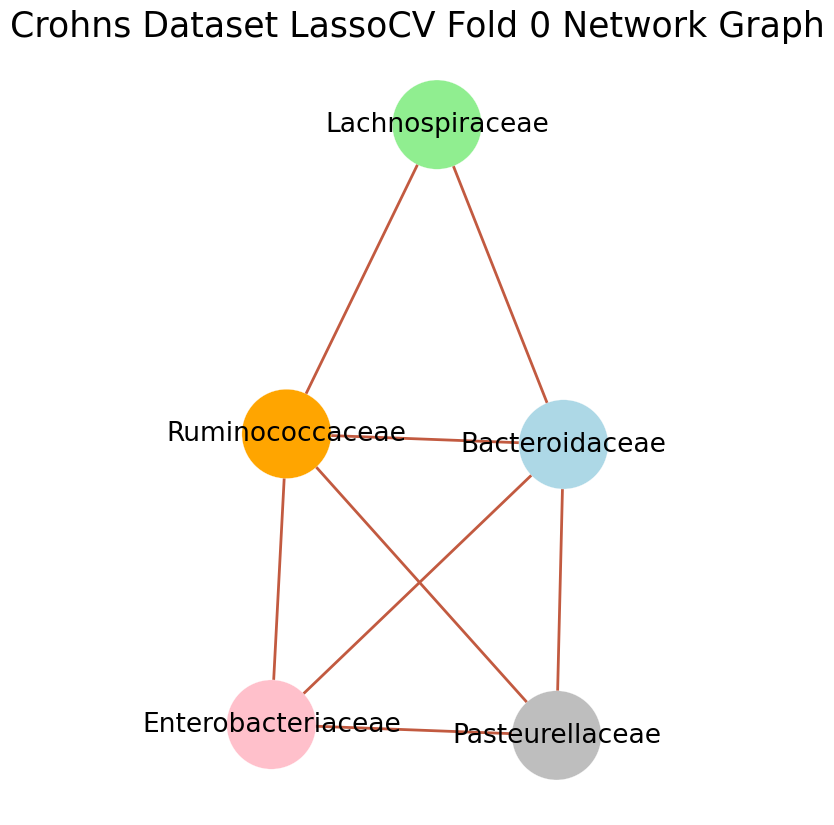 Crohns Dataset LassoCV Fold 0 Network Graph
Lachnospiraceae
Ruminococcaceae
Bacteroidaceae
Enterobacteriaceae
Pasteurellaceae